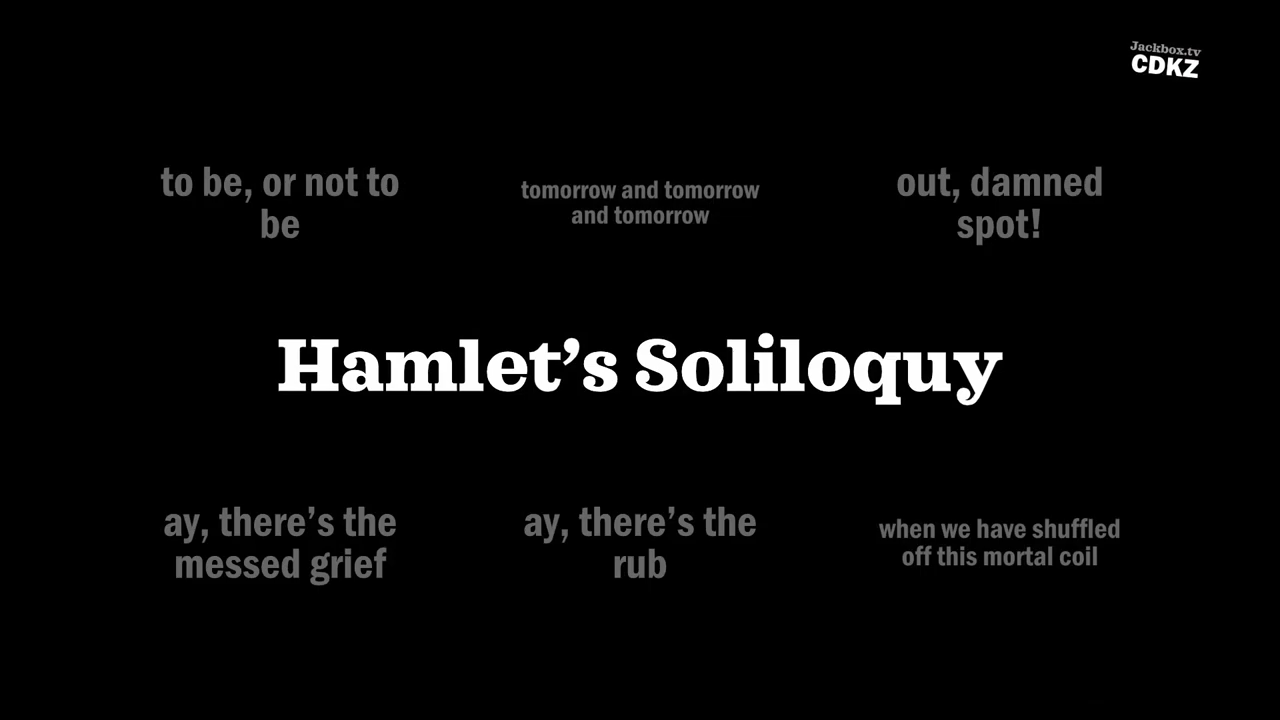 Jackbox.tv
CDKZ
to be, or not to
be
tomorrow and tomorrow
and tomorrow
out, damned
spot!
Hamlet’s Soliloquy
ay, there’s the
messed grief
ay, there’s the
rub
when we have shuffled
off this mortal coil